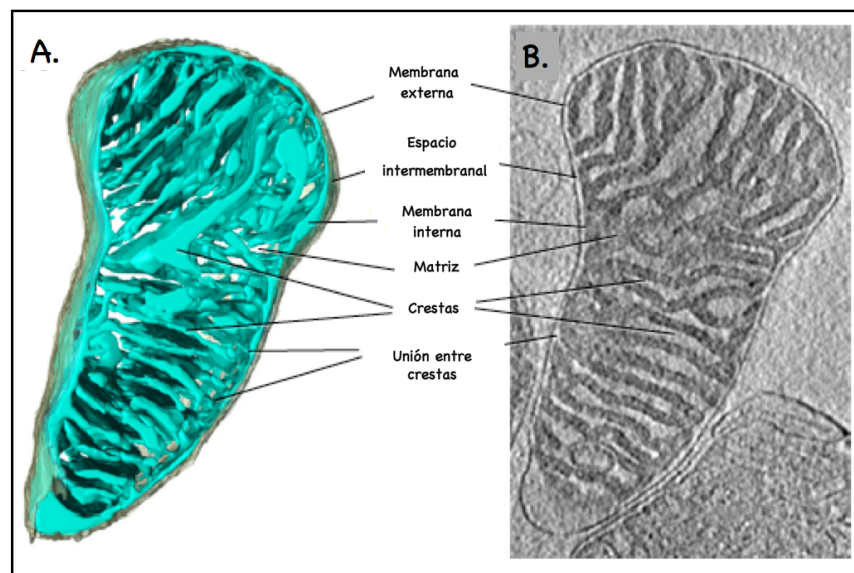 A.
B.
Membrana
externa
Espacio
intermembranal
Membrana
interna
Matriz
Crestas
Unión entre
crestas